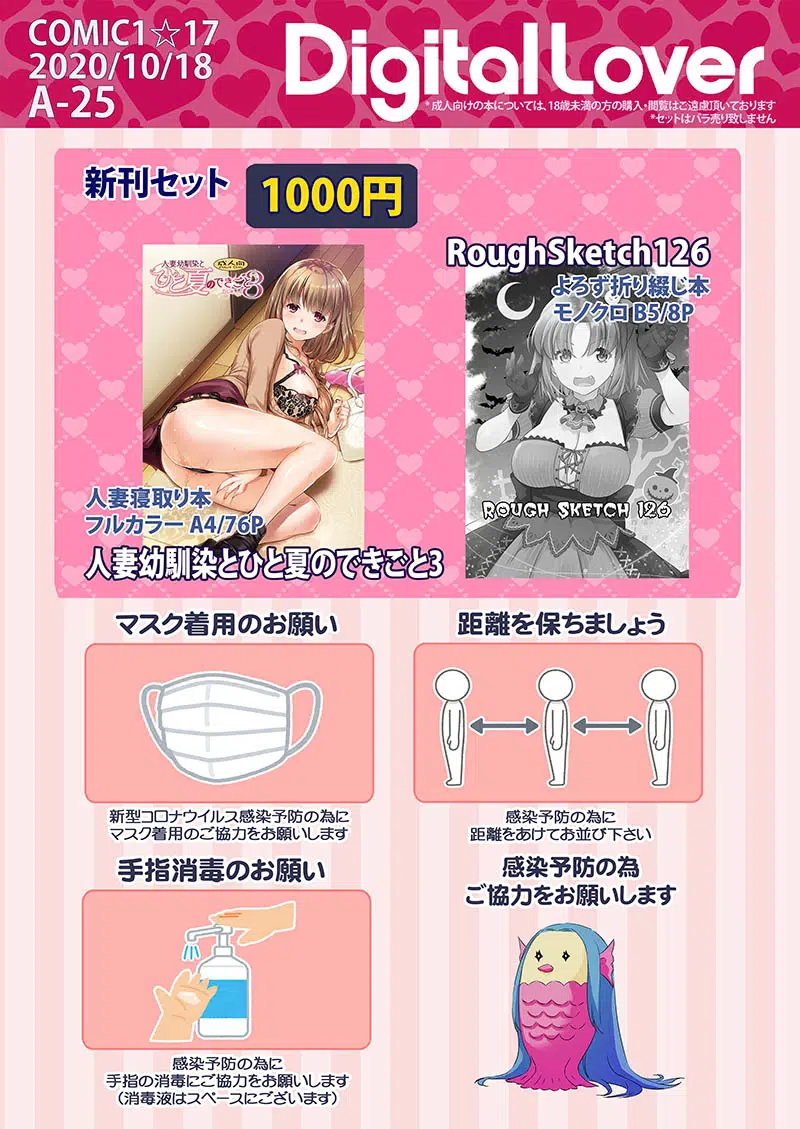 COMIC1☆17
2020/10/18
A-25
Digital Lover
*成人向けの本については、18歳未満の方の購入・閲覧はご遠慮頂いております
*セットはバラ売り致しません
新刊セット
1000円
人妻幼馴染と
成人向
ひと夏のできごと3
人妻寝取り本
フルカラー A4/76P
人妻幼馴染とひと夏のできごと3
RoughSketch126
よろず折り綴じ本
モノクロ B5/8P
ROUGH SKETCH 126
マスク着用のお願い
新型コロナウイルス感染予防の為に
マスク着用のご協力をお願いします
距離を保ちましょう
感染予防の為に
距離をあけてお並び下さい
手指消毒のお願い
感染予防の為に
手指の消毒にご協力をお願いします
(消毒液はスペースにございます)
感染予防の為
ご協力をお願いします